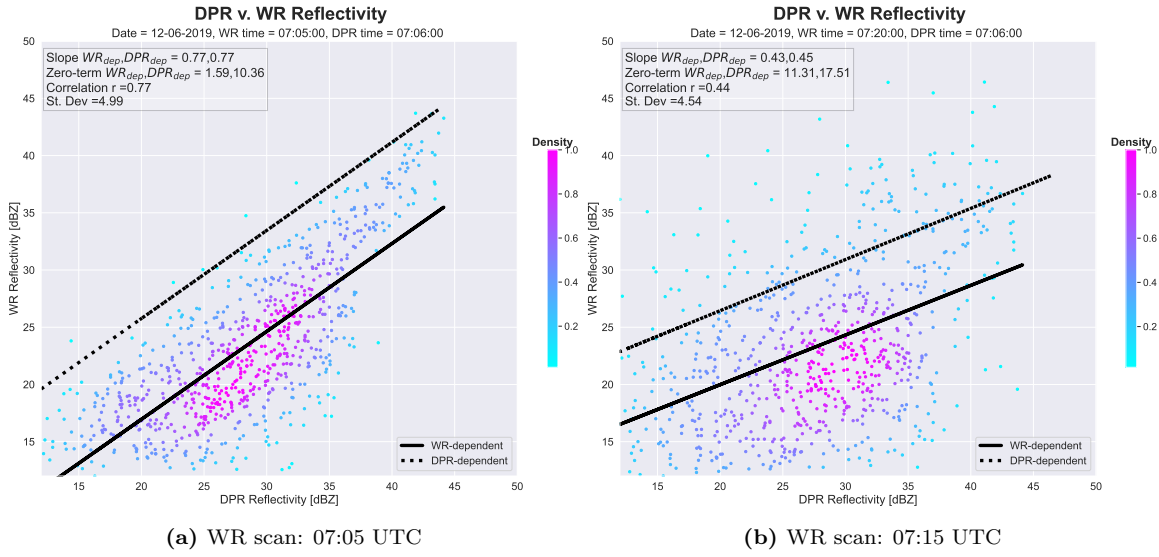 DPR v. WR Reflectivity
Date = 12-06-2019, WR time = 07:05:00, DPR time = 07:06:00
Slope WR_dep,DPR_dep = 0.77,0.77
Zero-term WR_dep,DPR_dep = 1.59,10.36
Correlation r =0.77
St. Dev =4.99
50
45
40
35
30
25
20
15
WR Reflectivity [dBZ]
15 20 25 30 35 40 45 50
DPR Reflectivity [dBZ]
WR-dependent
DPR-dependent
Density
1.0
0.8
0.6
0.4
0.2
(a) WR scan: 07:05 UTC
DPR v. WR Reflectivity
Date = 12-06-2019, WR time = 07:20:00, DPR time = 07:06:00
Slope WR_dep,DPR_dep = 0.43,0.45
Zero-term WR_dep,DPR_dep = 11.31,17.51
Correlation r =0.44
St. Dev =4.54
50
45
40
35
30
25
20
15
WR Reflectivity [dBZ]
15 20 25 30 35 40 45 50
DPR Reflectivity [dBZ]
WR-dependent
DPR-dependent
Density
1.0
0.8
0.6
0.4
0.2
(b) WR scan: 07:15 UTC